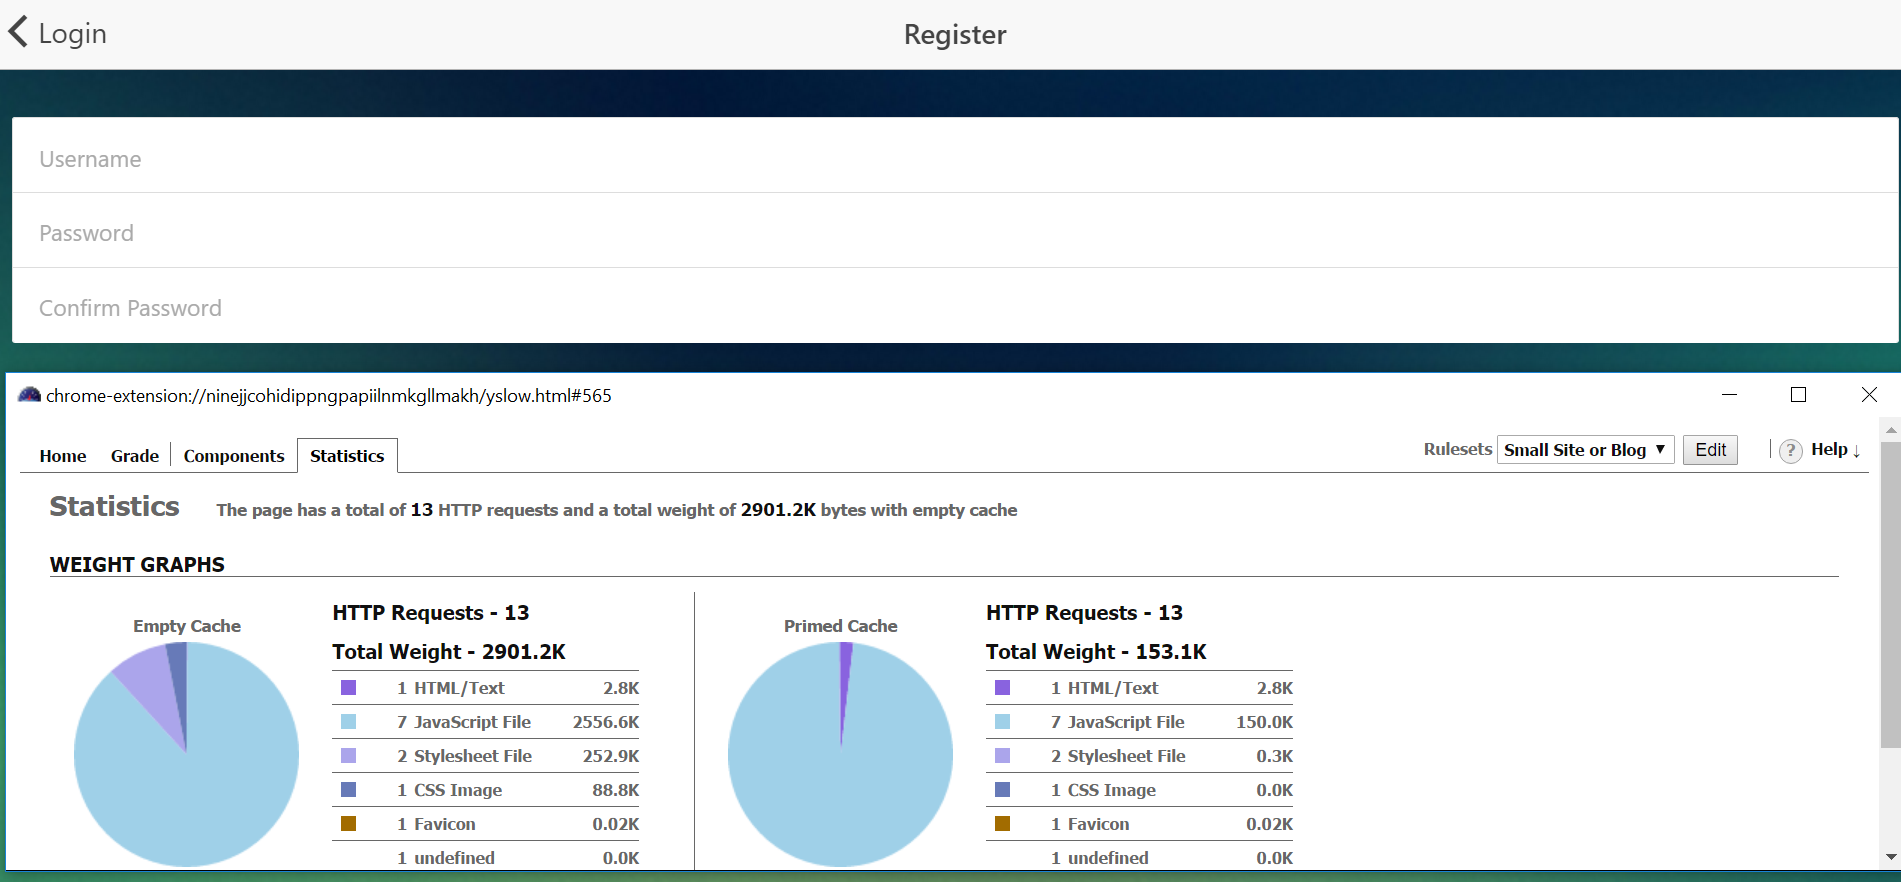 Login
Register
Username
Password
Confirm Password
chrome-extension://ninejjcohidippngpapiilnmkgllmakh/yslow.html#565
Home Grade Components Statistics Rulesets Small Site or Blog ▼ Edit ? Help ↓
Statistics The page has a total of 13 HTTP requests and a total weight of 2901.2K bytes with empty cache
WEIGHT GRAPHS
Empty Cache
HTTP Requests - 13
Total Weight - 2901.2K
1 HTML/Text 2.8K
7 JavaScript File 2556.6K
2 Stylesheet File 252.9K
1 CSS Image 88.8K
1 Favicon 0.02K
1 undefined 0.0K
Primed Cache
HTTP Requests - 13
Total Weight - 153.1K
1 HTML/Text 2.8K
7 JavaScript File 150.0K
2 Stylesheet File 0.3K
1 CSS Image 0.0K
1 Favicon 0.02K
1 undefined 0.0K